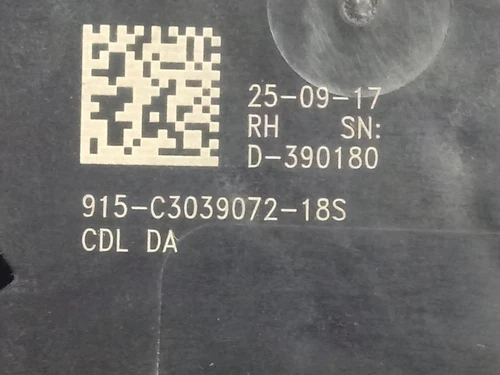 25-09-17
RH SN:
D-390180
915-C3039072-18S
CDL DA